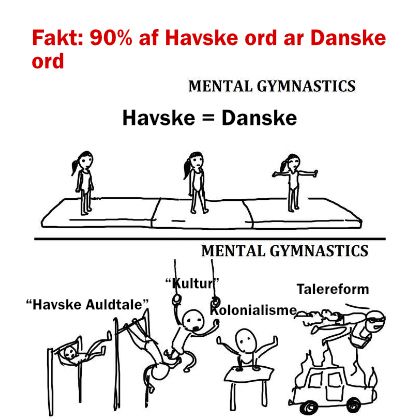 Fakt: 90% af Havske ord ar Danske
ord
MENTAL GYMNASTICS
Havske = Danske
MENTAL GYMNASTICS
"Kultur"
Talereform
"Havske Auldtale"
Kolonialisme